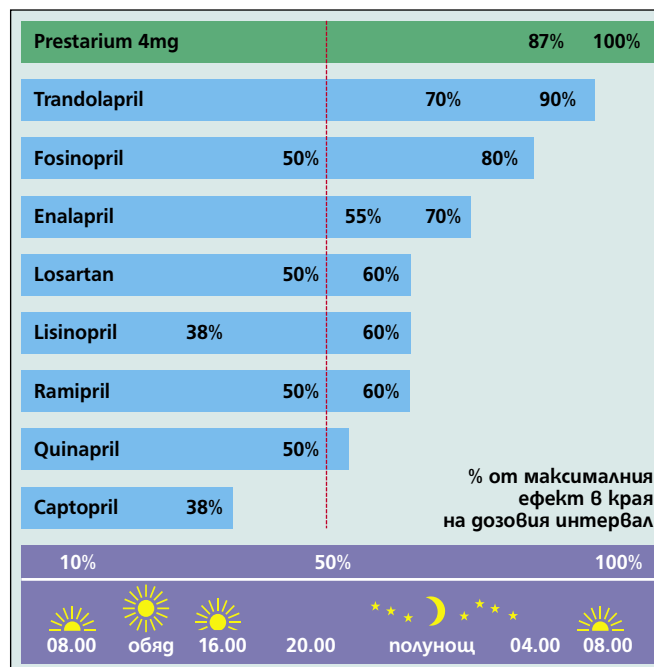 Prestarium 4mg 87% 100%
Trandolapril 70% 90%
Fosinopril 50% 80%
Enalapril 55% 70%
Losartan 50% 60%
Lisinopril 38% 60%
Ramipril 50% 60%
Quinapril 50%
Captopril 38%
% от максималния
ефект в края
на дозовия интервал
10% 50% 100%
08.00 обяд 16.00 20.00 полунощ 04.00 08.00